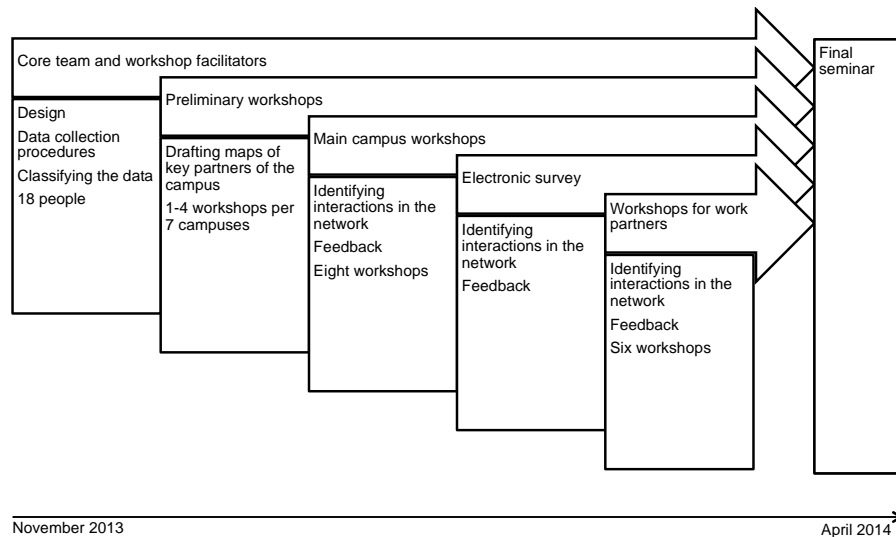 Core team and workshop facilitators
Design
Data collection
procedures
Classifying the data
18 people
Preliminary workshops
Drafting maps of
key partners of the
campus
1-4 workshops per
7 campuses
Main campus workshops
Identifying
interactions in the
network
Feedback
Eight workshops
Electronic survey
Identifying
interactions in the
network
Feedback
Workshops for work
partners
Identifying
interactions in the
network
Feedback
Six workshops
Final
seminar
November 2013
April 2014